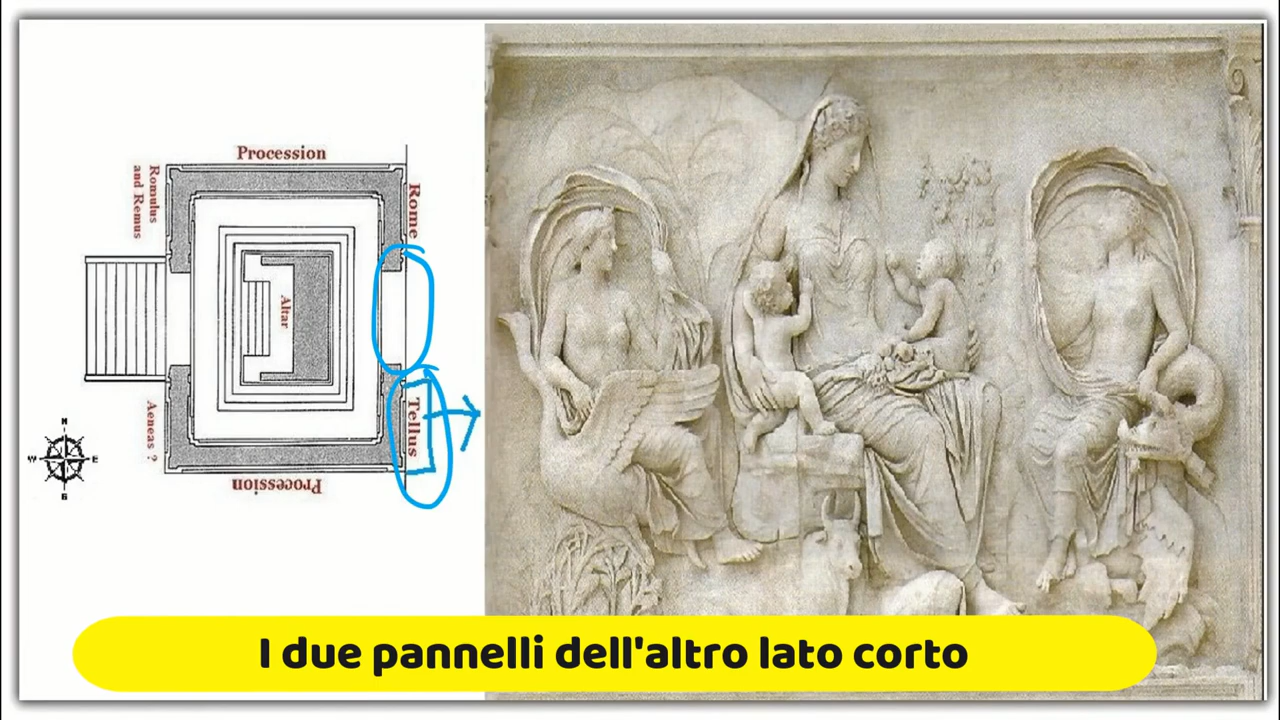 Procession
Romulus
and Remus
Rome
Altar
Tellus
Aeneas ?
Procession
N
W
E
S
I due pannelli dell'altro lato corto